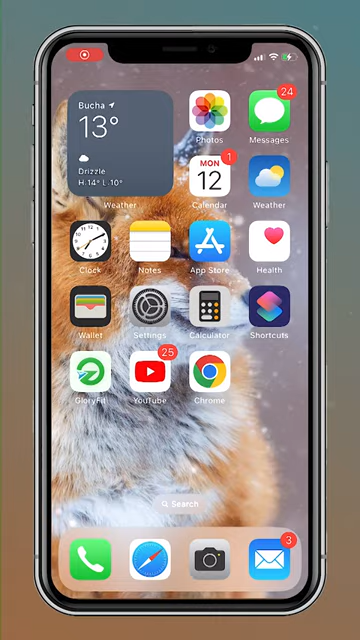 Bucha
13°
Drizzle
H:14° L:10°
Weather
Photos
24
Messages
MON
12
1
Calendar
Weather
Clock
Notes
App Store
Health
Wallet
Settings
Calculator
Shortcuts
GloryFit
25
YouTube
Chrome
Search
3